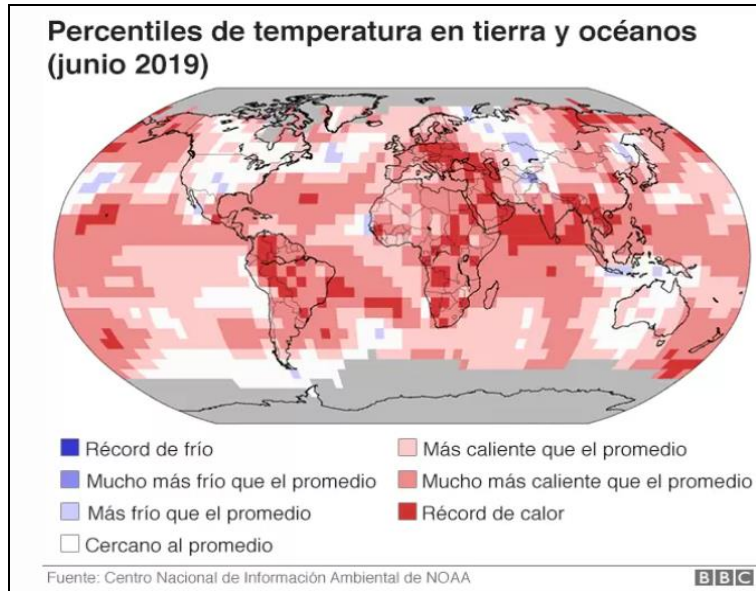 Percentiles de temperatura en tierra y océanos
(junio 2019)
Récord de frío
Mucho más frío que el promedio
Más frío que el promedio
Cercano al promedio
Más caliente que el promedio
Mucho más caliente que el promedio
Récord de calor
Fuente: Centro Nacional de Información Ambiental de NOAA
BBC